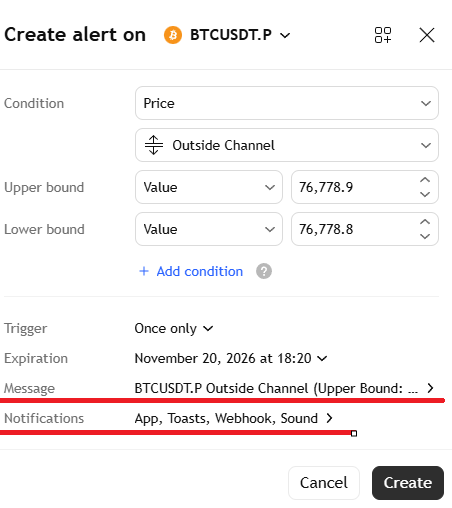 Create alert on BTCUSDT.P
Condition Price
Outside Channel
Upper bound Value 76,778.9
Lower bound Value 76,778.8
+ Add condition ?
Trigger Once only
Expiration November 20, 2026 at 18:20
Message BTCUSDT.P Outside Channel (Upper Bound: ...
Notifications App, Toasts, Webhook, Sound
Cancel Create